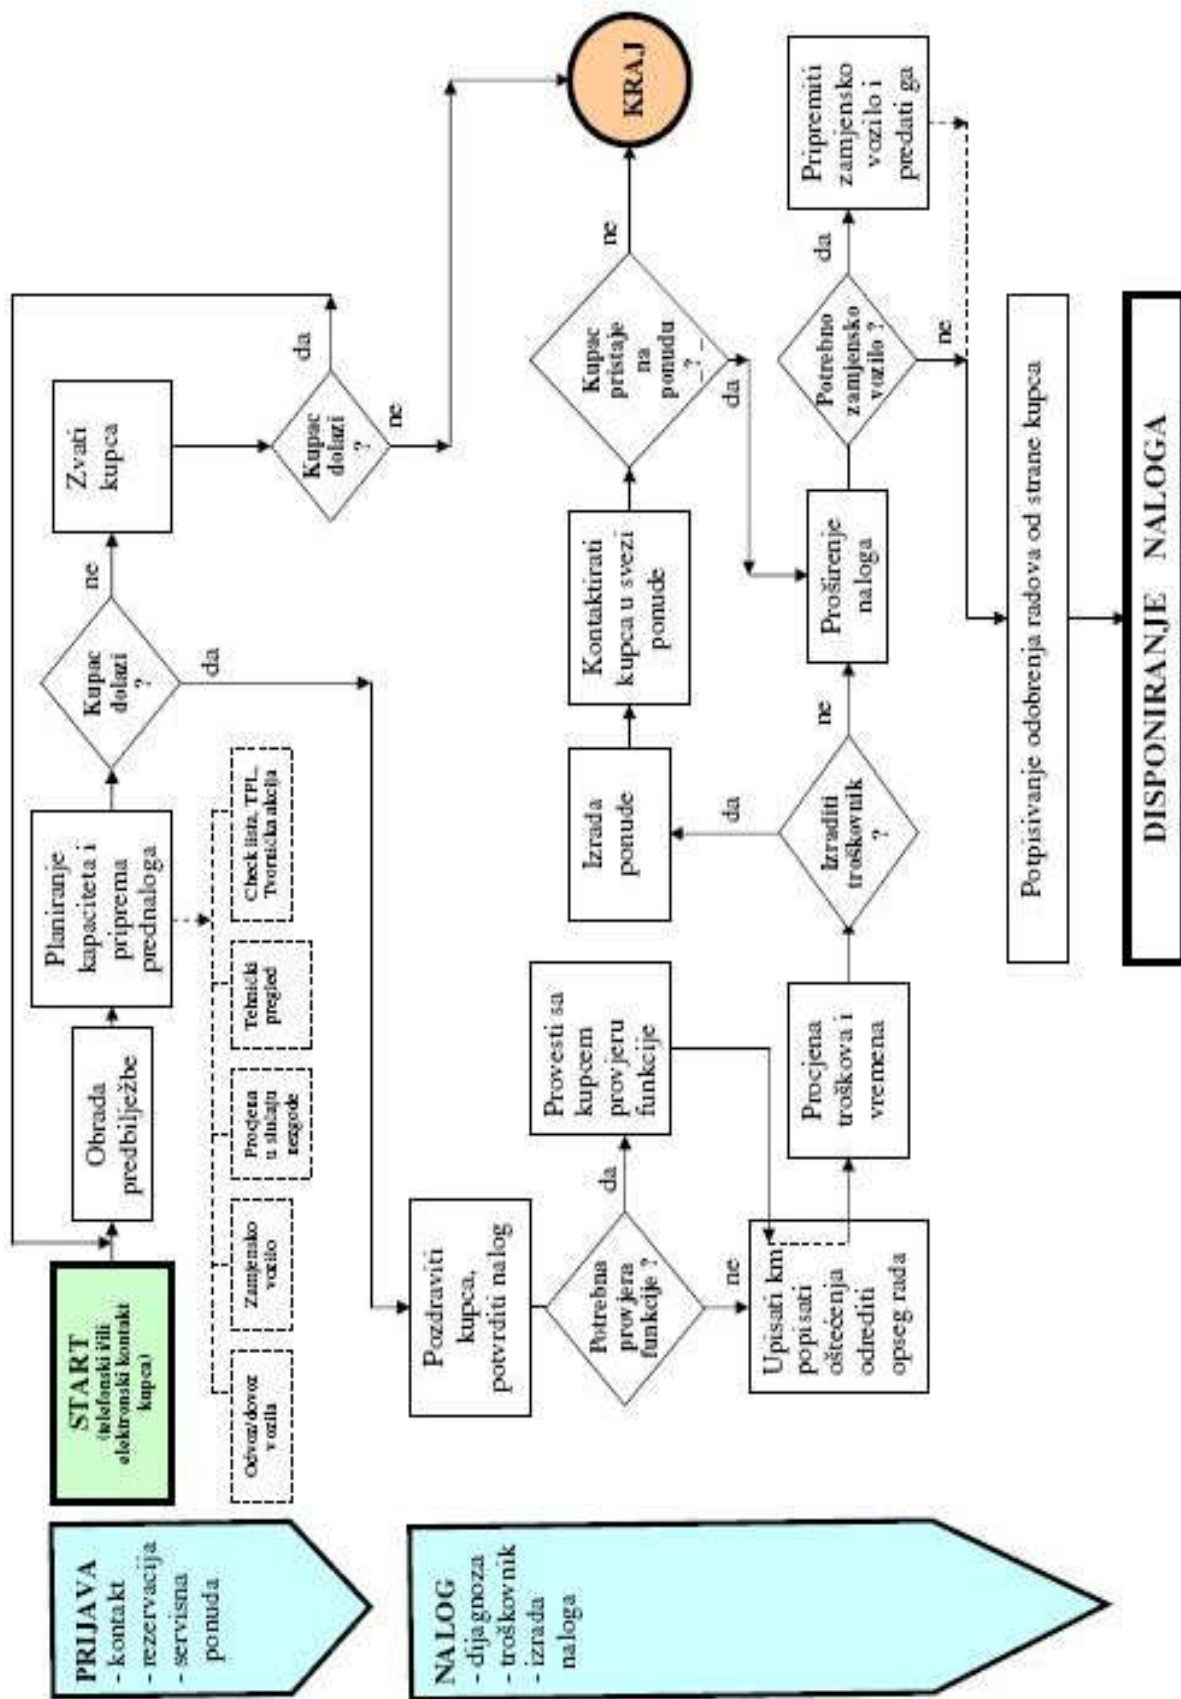 PRIJAVA
- kontakt
- rezervacija
- servisna
ponuda
START
(telefonski i/ili
elektronski kontakt
kupca)
Obrada
predbilježbe
Planiranje
kapaciteta i
priprema
prednaloga
Kupac
dolazi
?
ne
da
Zvati
kupca
Kupac
dolazi
?
da
ne
Odvoz/dovoz
vozila
Zamjensko
vozilo
Procjena
u slučaju
nezgode
Tehnički
pregled
Check lista, TPI,
Tvornička akcija
KRAJ
NALOG
- dijagnoza
- troškovnik
- izrada
naloga
Pozdraviti
kupca,
potvrditi nalog
Potrebna
provjera
funkcije ?
da
ne
Provesti sa
kupcem
provjeru
funkcije
Upisati km
popisati
oštećenja
odrediti
opseg rada
Procjena
troškova i
vremena
Izraditi
troškovnik
?
da
ne
Izrada
ponude
Kontaktirati
kupca u svezi
ponude
Kupac
pristaje
na
ponudu
_?_
ne
da
Proširenje
naloga
Potrebno
zamjensko
vozilo ?
da
ne
Pripremiti
zamjensko
vozilo i
predati ga
Potpisivanje odobrenja radova od strane kupca
DISPONIRANJE NALOGA